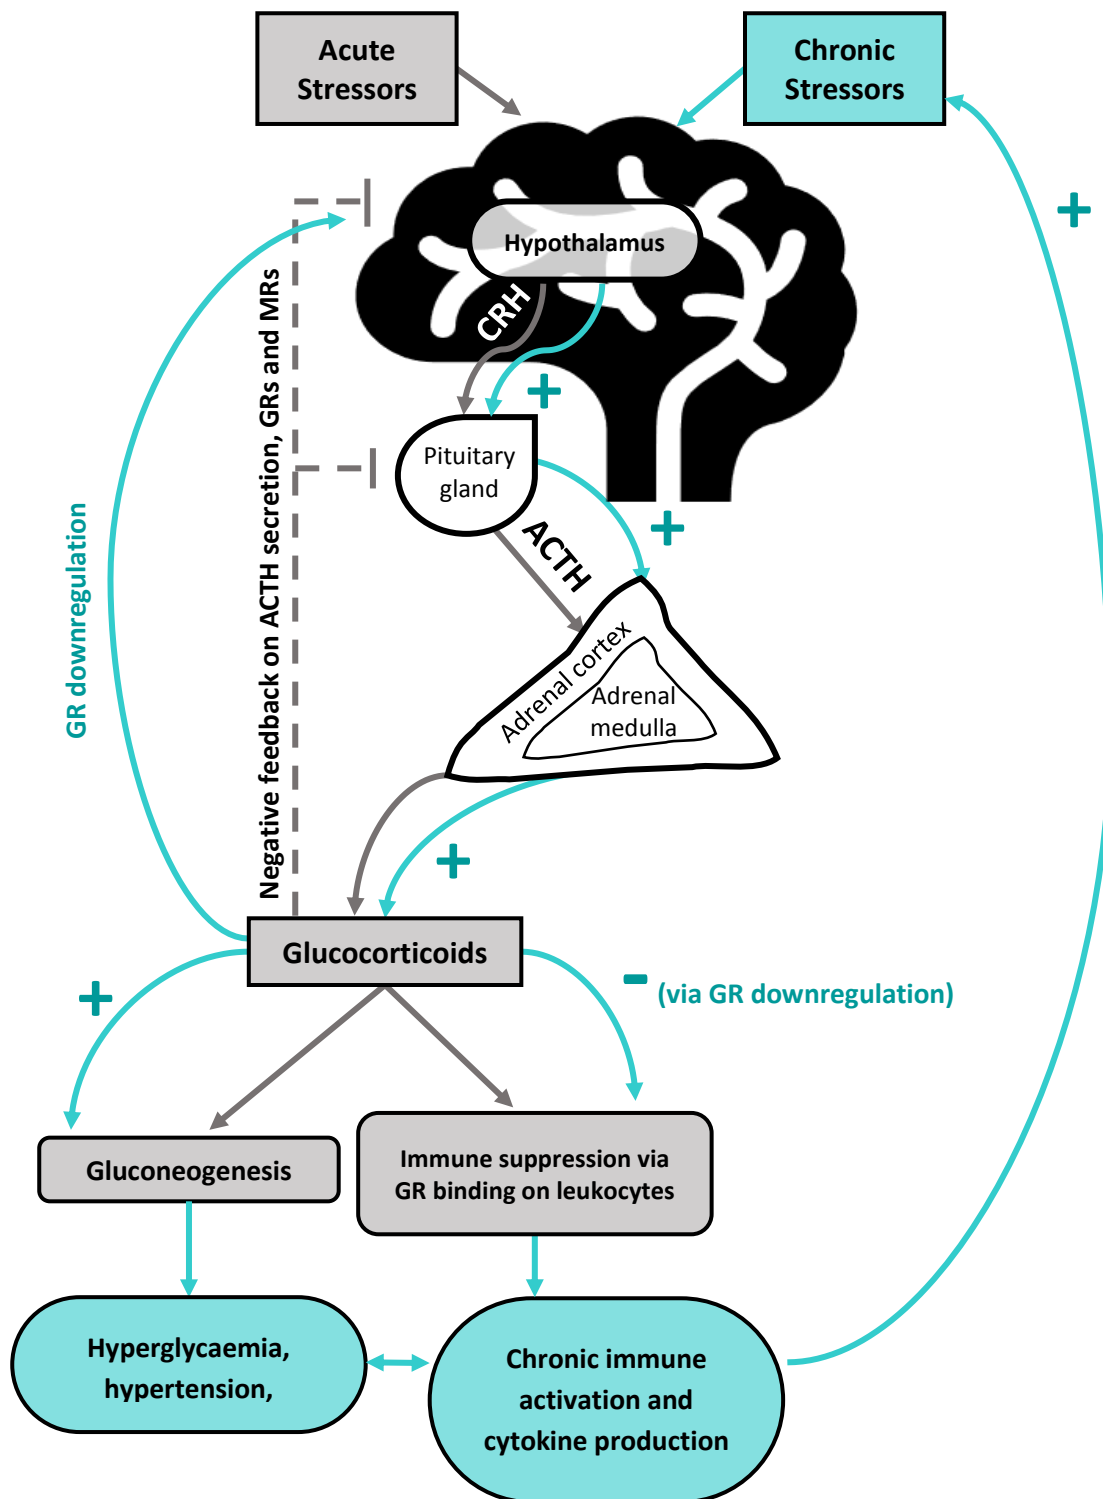 Acute
Stressors
Chronic
Stressors
+
Hypothalamus
CRH
+
Pituitary
gland
+
ACTH
Adrenal cortex
Adrenal
medulla
GR downregulation
Negative feedback on ACTH secretion, GRs and MRs
+
Glucocorticoids
+
- (via GR downregulation)
Gluconeogenesis
Immune suppression via
GR binding on leukocytes
Hyperglycaemia,
hypertension,
Chronic immune
activation and
cytokine production